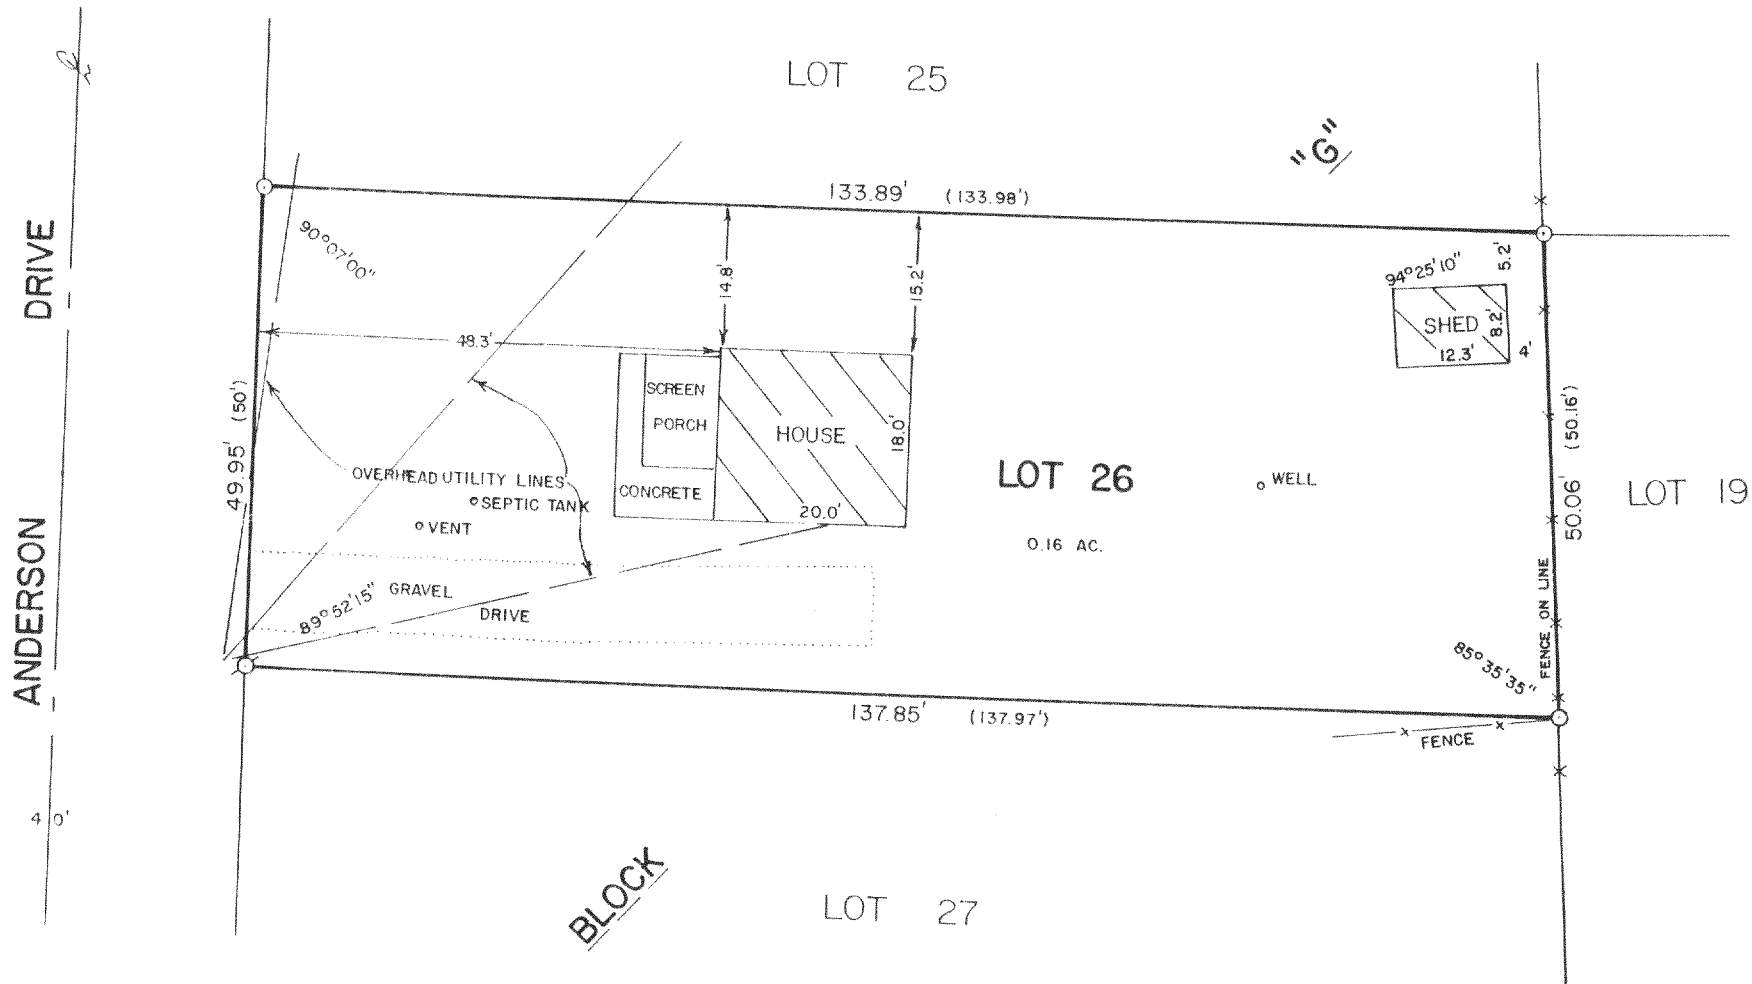 LOT 25
"G"
133.89' (133.98')
90°07'00"
94°25'10"
5.2'
14.8'
15.2'
SHED
8.2'
12.3'
4'
48.3'
SCREEN
PORCH
HOUSE
18.0'
CONCRETE
20.0'
DRIVE
ANDERSON
49.95' (50')
OVERHEAD UTILITY LINES
SEPTIC TANK
VENT
LOT 26
0.16 AC.
WELL
50.06' (50.16')
LOT 19
FENCE ON LINE
GRAVEL
DRIVE
89°52'15"
85°35'35"
137.85' (137.97')
FENCE
40'
BLOCK
LOT 27